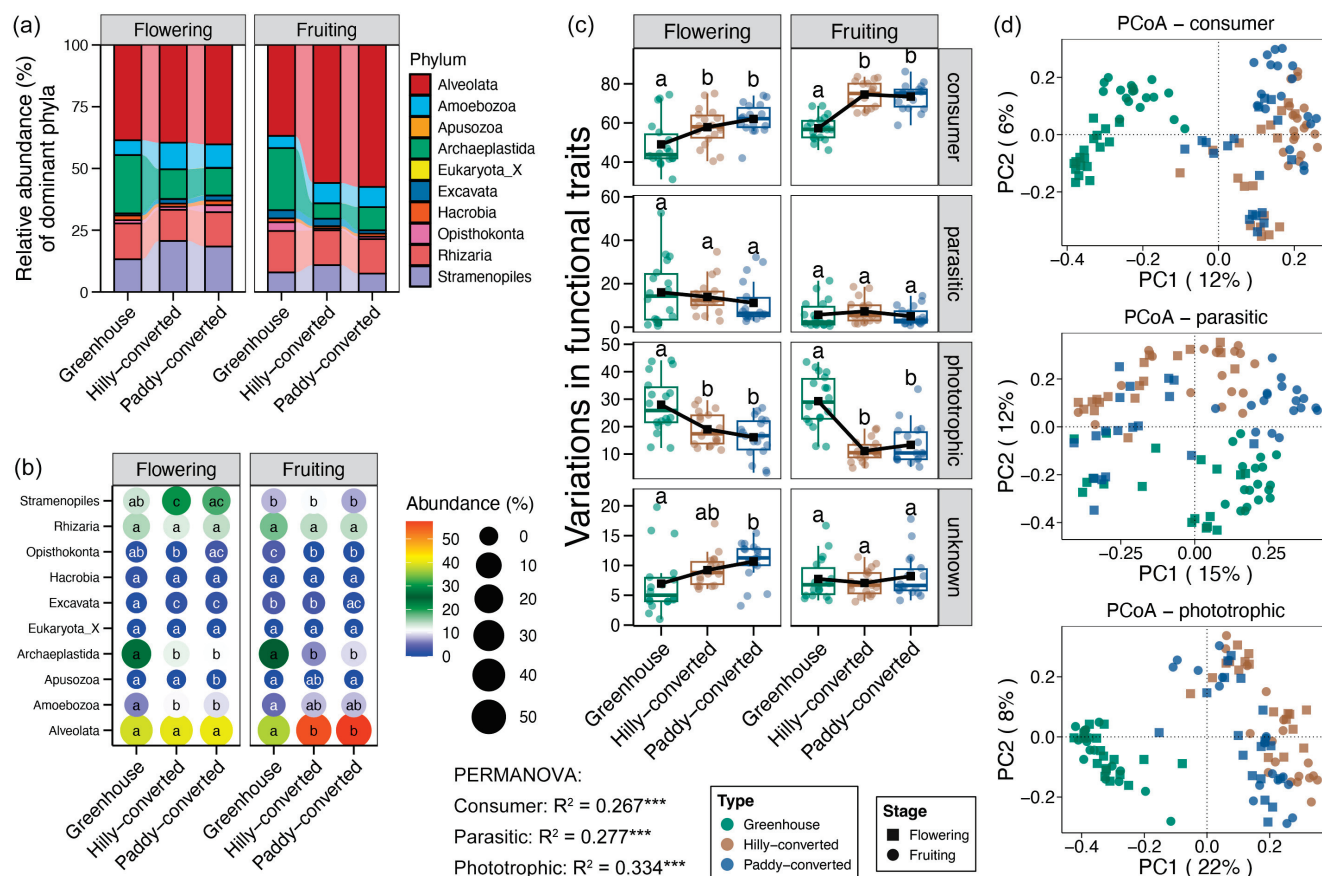 (a)
Flowering
Fruiting
Relative abundance (%)
of dominant phyla
100
75
50
25
0
Greenhouse
Hilly−converted
Paddy−converted
Greenhouse
Hilly−converted
Paddy−converted
Phylum
Alveolata
Amoebozoa
Apusozoa
Archaeplastida
Eukaryota_X
Excavata
Hacrobia
Opisthokonta
Rhizaria
Stramenopiles
(b)
Flowering
Fruiting
Stramenopiles ab c ac b b b
Rhizaria a a a a a a
Opisthokonta ab b ac c b b
Hacrobia a a a a a a
Excavata a c c b b ac
Eukaryota_X a a a a a a
Archaeplastida a b b a b b
Apusozoa a a b a ab a
Amoebozoa a b b a ab ab
Alveolata a a a a b b
Greenhouse
Hilly−converted
Paddy−converted
Greenhouse
Hilly−converted
Paddy−converted
Abundance (%)
50
40
30
20
10
0
0
10
20
30
40
50
(c)
Flowering
Fruiting
Variations in functional traits
80
60
40
a b b
a b b
consumer
60
40
20
0
a a a
a a a
parasitic
50
40
30
20
10
a b b
a b b
phototrophic
20
15
10
5
0
a ab b
a a a
unknown
Greenhouse
Hilly−converted
Paddy−converted
Greenhouse
Hilly−converted
Paddy−converted
PERMANOVA:
Consumer: R² = 0.267***
Parasitic: R² = 0.277***
Phototrophic: R² = 0.334***
Type
Greenhouse
Hilly−converted
Paddy−converted
Stage
Flowering
Fruiting
(d)
PCoA − consumer
PC2 ( 6%)
0.2
0.0
−0.2
−0.4 −0.2 0.0 0.2
PC1 ( 12%)
PCoA − parasitic
PC2 ( 12%)
0.2
0.0
−0.2
−0.4
−0.25 0.00 0.25
PC1 ( 15%)
PCoA − phototrophic
PC2 ( 8%)
0.2
0.0
−0.2
−0.4 −0.2 0.0 0.2
PC1 ( 22%)